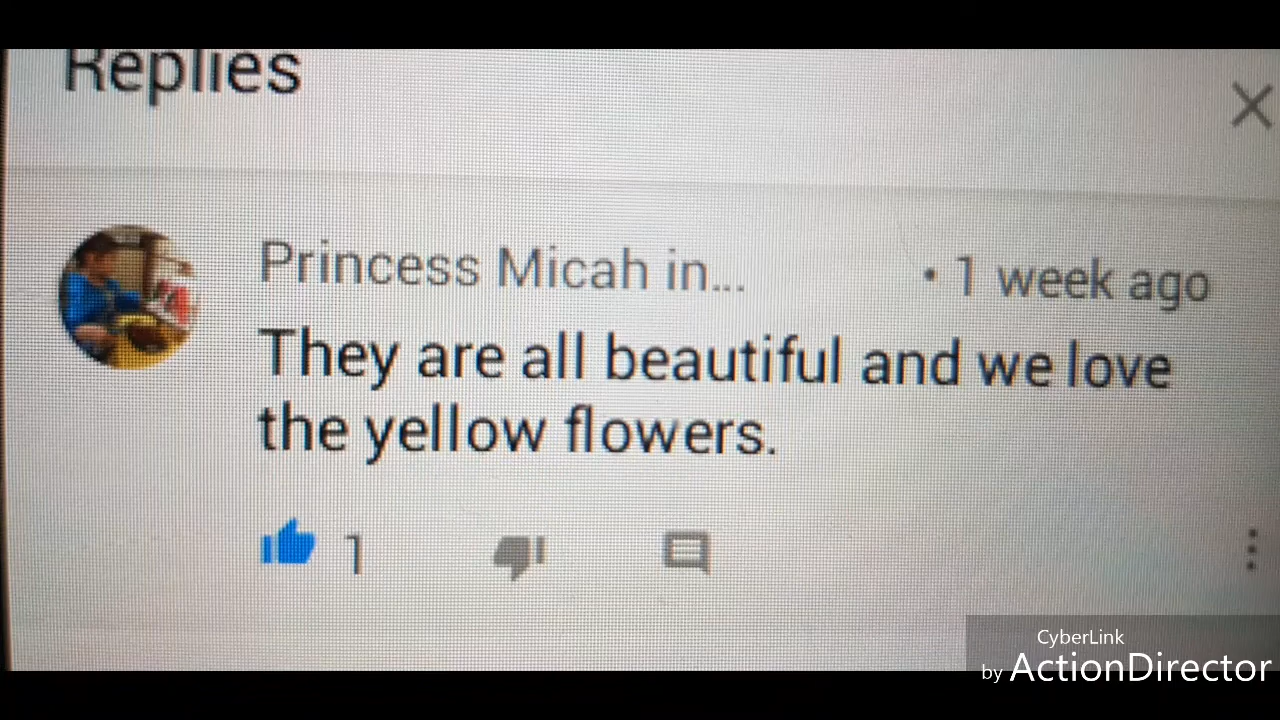 Replies
Princess Micah in... • 1 week ago
They are all beautiful and we love
the yellow flowers.
1
CyberLink
by ActionDirector